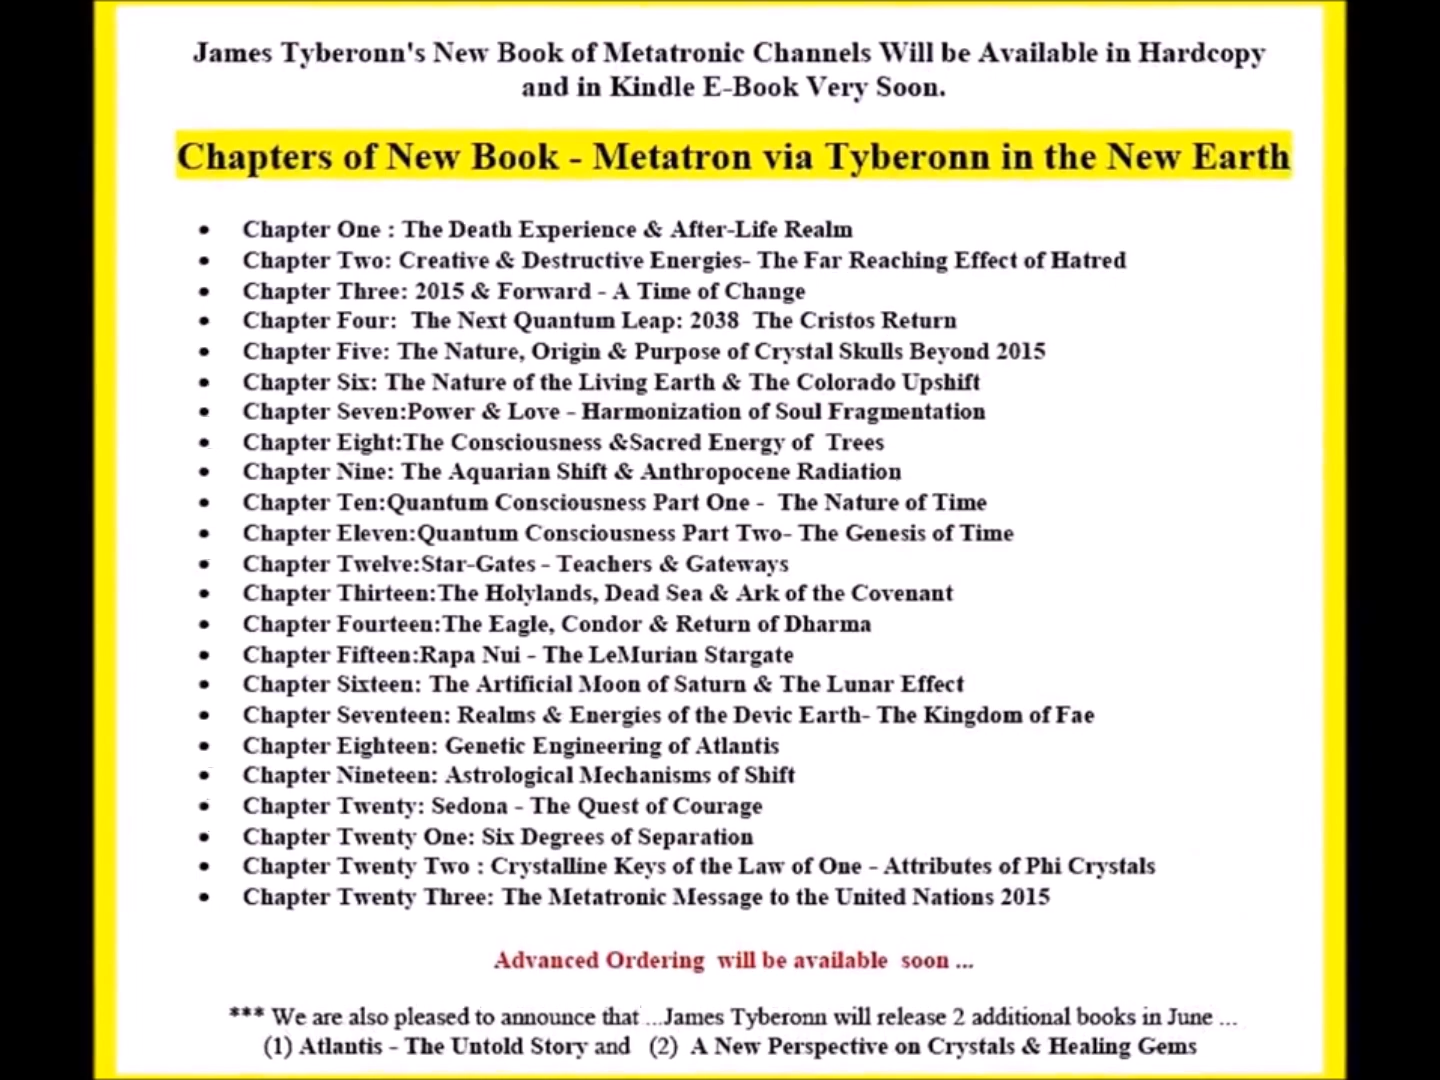 James Tyberonn's New Book of Metatronic Channels Will be Available in Hardcopy
and in Kindle E-Book Very Soon.
Chapters of New Book - Metatron via Tyberonn in the New Earth
• Chapter One : The Death Experience & After-Life Realm
• Chapter Two: Creative & Destructive Energies- The Far Reaching Effect of Hatred
• Chapter Three: 2015 & Forward - A Time of Change
• Chapter Four:  The Next Quantum Leap: 2038  The Cristos Return
• Chapter Five: The Nature, Origin & Purpose of Crystal Skulls Beyond 2015
• Chapter Six: The Nature of the Living Earth & The Colorado Upshift
• Chapter Seven:Power & Love - Harmonization of Soul Fragmentation
• Chapter Eight:The Consciousness &Sacred Energy of  Trees
• Chapter Nine: The Aquarian Shift & Anthropocene Radiation
• Chapter Ten:Quantum Consciousness Part One -  The Nature of Time
• Chapter Eleven:Quantum Consciousness Part Two- The Genesis of Time
• Chapter Twelve:Star-Gates - Teachers & Gateways
• Chapter Thirteen:The Holylands, Dead Sea & Ark of the Covenant
• Chapter Fourteen:The Eagle, Condor & Return of Dharma
• Chapter Fifteen:Rapa Nui - The LeMurian Stargate
• Chapter Sixteen: The Artificial Moon of Saturn & The Lunar Effect
• Chapter Seventeen: Realms & Energies of the Devic Earth- The Kingdom of Fae
• Chapter Eighteen: Genetic Engineering of Atlantis
• Chapter Nineteen: Astrological Mechanisms of Shift
• Chapter Twenty: Sedona - The Quest of Courage
• Chapter Twenty One: Six Degrees of Separation
• Chapter Twenty Two : Crystalline Keys of the Law of One - Attributes of Phi Crystals
• Chapter Twenty Three: The Metatronic Message to the United Nations 2015
Advanced Ordering  will be available  soon ...
*** We are also pleased to announce that ...James Tyberonn will release 2 additional books in June ...
(1) Atlantis - The Untold Story and   (2)  A New Perspective on Crystals & Healing Gems